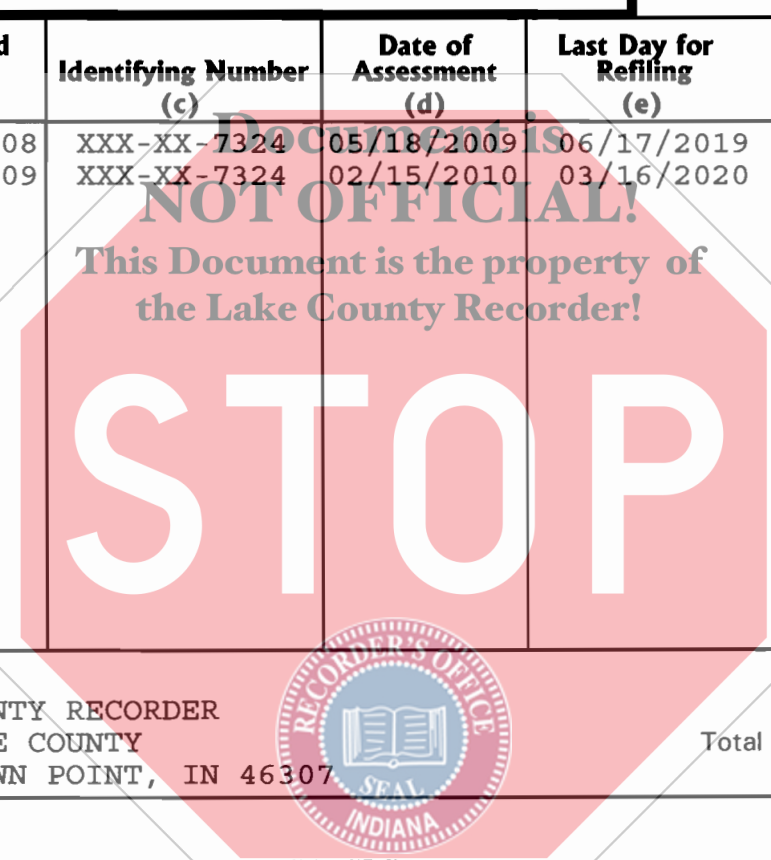 d Identifying Number Date of Assessment Last Day for Refiling
(c) (d) (e)
08 XXX-XX-7324 05/18/2009 06/17/2019
09 XXX-XX-7324 02/15/2010 03/16/2020
Document is
NOT OFFICIAL!
This Document is the property of
the Lake County Recorder!
STOP
NTY RECORDER
E COUNTY Total
WN POINT, IN 46307
RECORDER'S OFFICE
SEAL
INDIANA